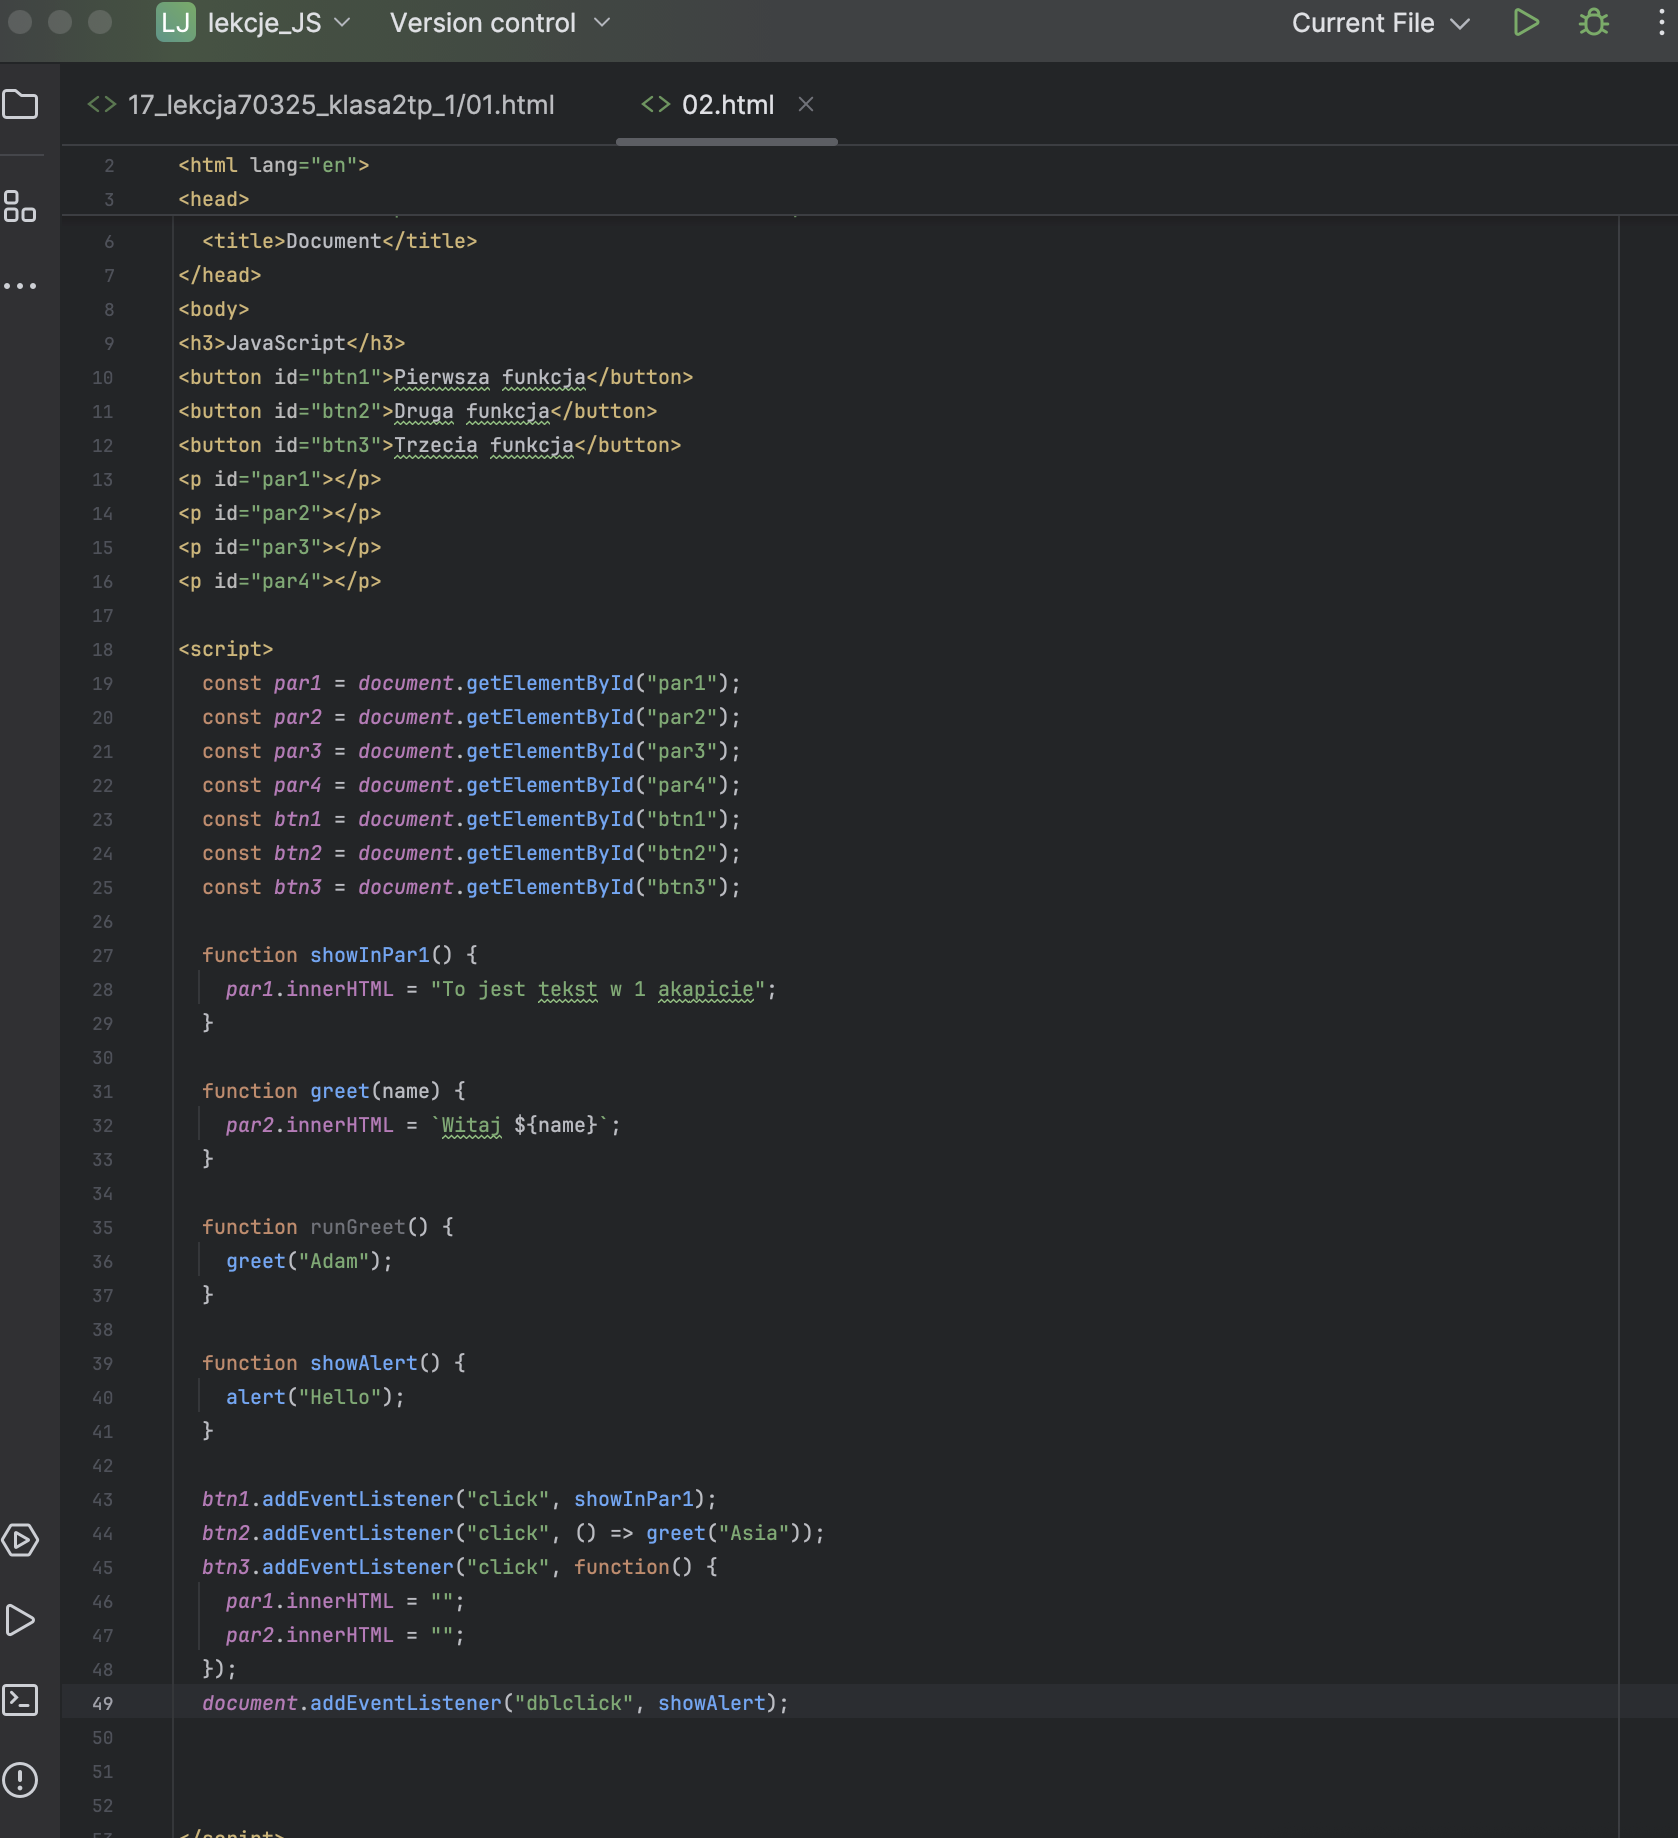 LJ lekcje_JS Version control Current File
17_lekcja70325_klasa2tp_1/01.html 02.html
2 <html lang="en">
3 <head>
6 <title>Document</title>
7 </head>
8 <body>
9 <h3>JavaScript</h3>
10 <button id="btn1">Pierwsza funkcja</button>
11 <button id="btn2">Druga funkcja</button>
12 <button id="btn3">Trzecia funkcja</button>
13 <p id="par1"></p>
14 <p id="par2"></p>
15 <p id="par3"></p>
16 <p id="par4"></p>
17
18 <script>
19 const par1 = document.getElementById("par1");
20 const par2 = document.getElementById("par2");
21 const par3 = document.getElementById("par3");
22 const par4 = document.getElementById("par4");
23 const btn1 = document.getElementById("btn1");
24 const btn2 = document.getElementById("btn2");
25 const btn3 = document.getElementById("btn3");
26
27 function showInPar1() {
28 par1.innerHTML = "To jest tekst w 1 akapicie";
29 }
30
31 function greet(name) {
32 par2.innerHTML = `Witaj ${name}`;
33 }
34
35 function runGreet() {
36 greet("Adam");
37 }
38
39 function showAlert() {
40 alert("Hello");
41 }
42
43 btn1.addEventListener("click", showInPar1);
44 btn2.addEventListener("click", () => greet("Asia"));
45 btn3.addEventListener("click", function() {
46 par1.innerHTML = "";
47 par2.innerHTML = "";
48 });
49 document.addEventListener("dblclick", showAlert);
50
51
52
53 </script>